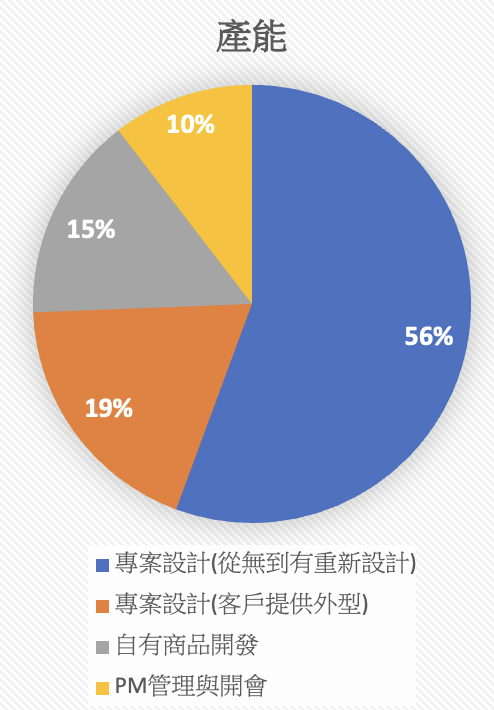 產能
10%
15%
56%
19%
專案設計(從無到有重新設計)
專案設計(客戶提供外型)
自有商品開發
PM管理與開會